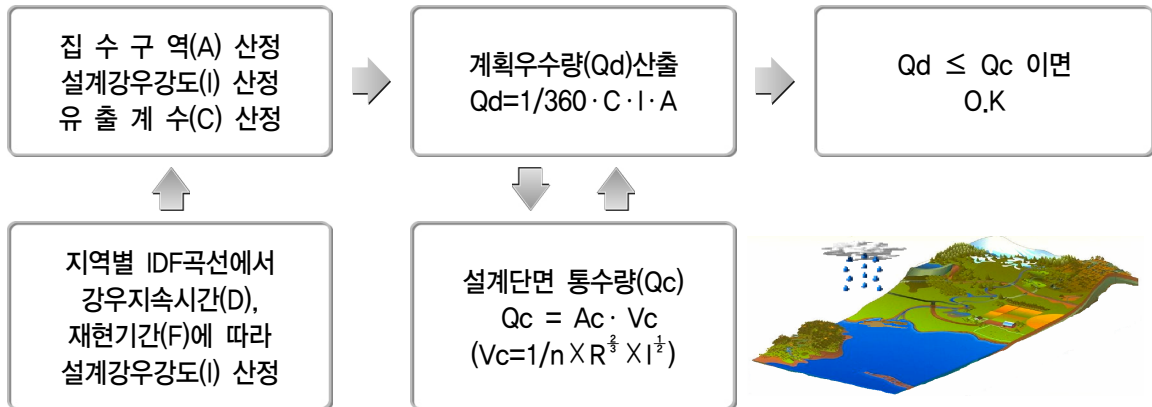 집 수 구 역(A) 산정
설계강우강도(I) 산정
유 출 계 수(C) 산정
계획우수량(Qd)산출
Qd=1/360·C·I·A
Qd ≤ Qc 이면
O.K
지역별 IDF곡선에서
강우지속시간(D),
재현기간(F)에 따라
설계강우강도(I) 산정
설계단면 통수량(Qc)
Qc = Ac· Vc
(Vc=1/n×R^{2/3}×I^{1/2})